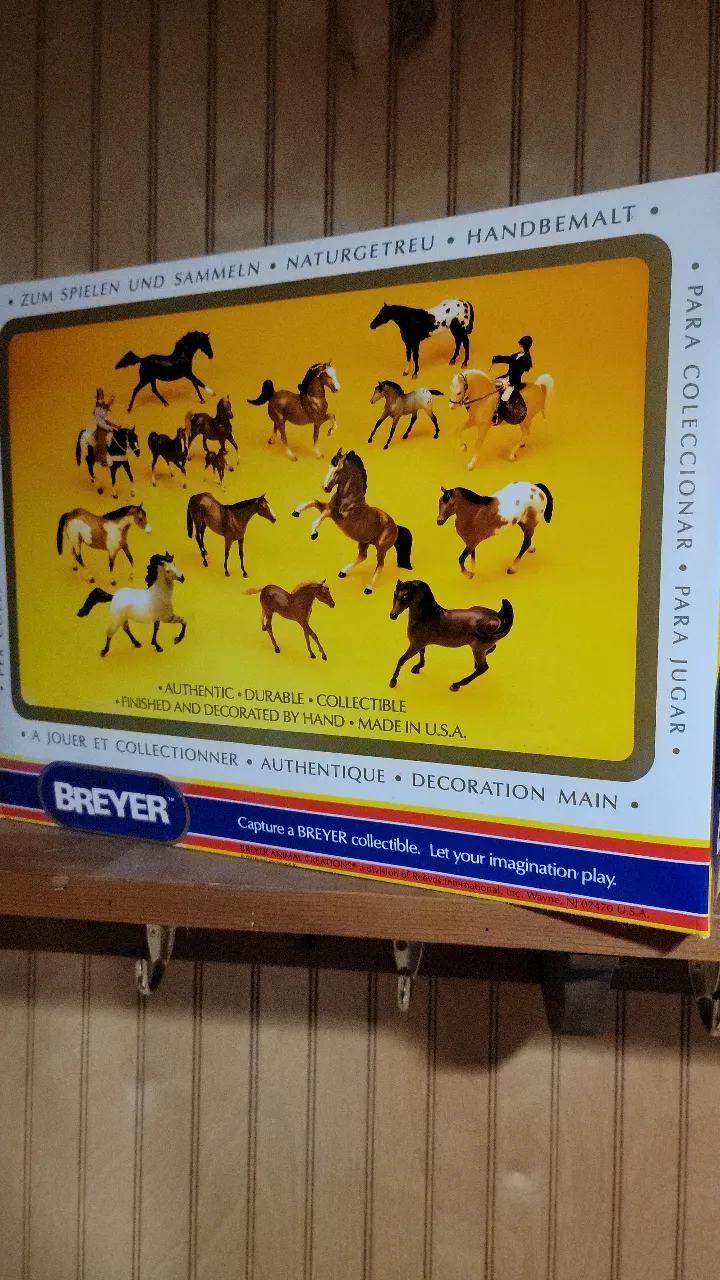 • ZUM SPIELEN UND SAMMELN • NATURGETREU • HANDBEMALT •
• PARA COLECCIONAR • PARA JUGAR •
• AUTHENTIC • DURABLE • COLLECTIBLE
• FINISHED AND DECORATED BY HAND • MADE IN U.S.A.
• A JOUER ET COLLECTIONNER • AUTHENTIQUE • DECORATION MAIN •
BREYER™
Capture a BREYER collectible. Let your imagination play.
BREYER ANIMAL CREATIONS® a division of Reeves International, Inc. Wayne, NJ 07470 U.S.A.